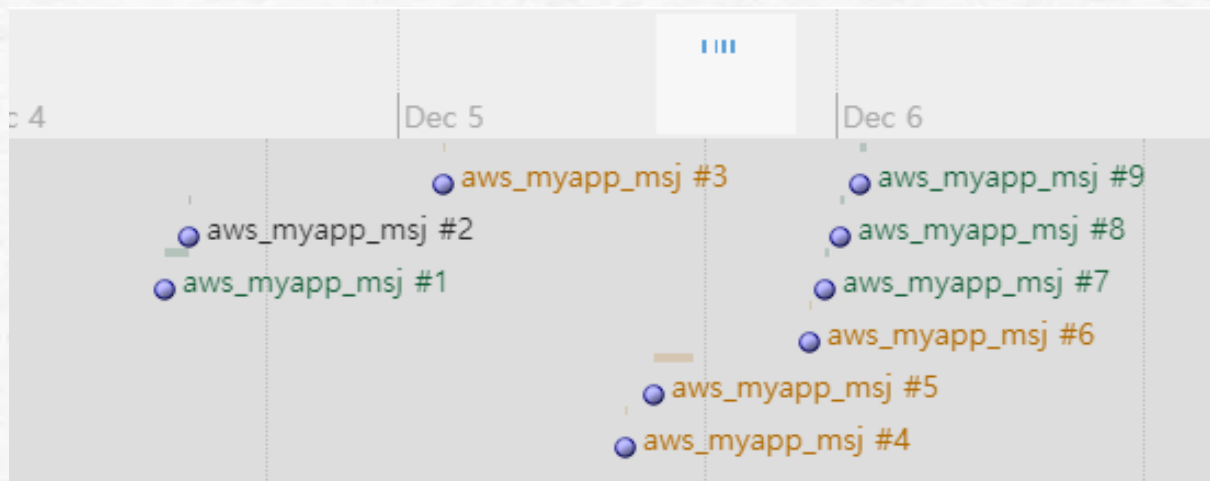 c 4
Dec 5
Dec 6
aws_myapp_msj #3
aws_myapp_msj #9
aws_myapp_msj #2
aws_myapp_msj #8
aws_myapp_msj #1
aws_myapp_msj #7
aws_myapp_msj #6
aws_myapp_msj #5
aws_myapp_msj #4